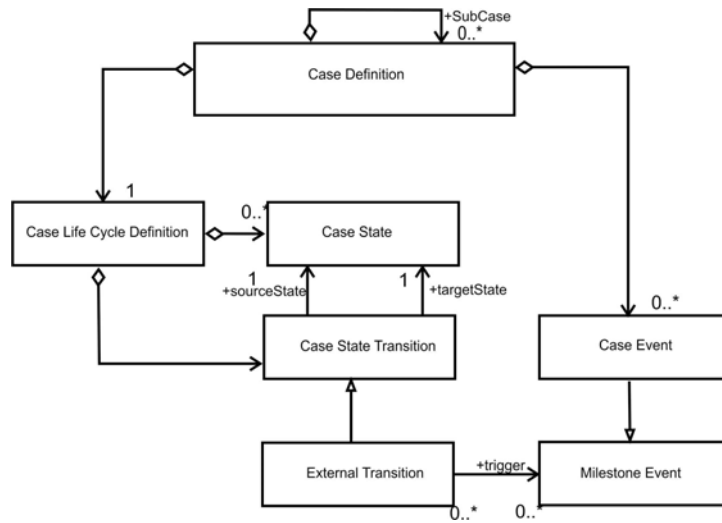 +SubCase
0..*
Case Definition
1
Case Life Cycle Definition
0..*
Case State
1
+sourceState
1
+targetState
0..*
Case State Transition
Case Event
External Transition
+trigger
Milestone Event
0..*
0..*